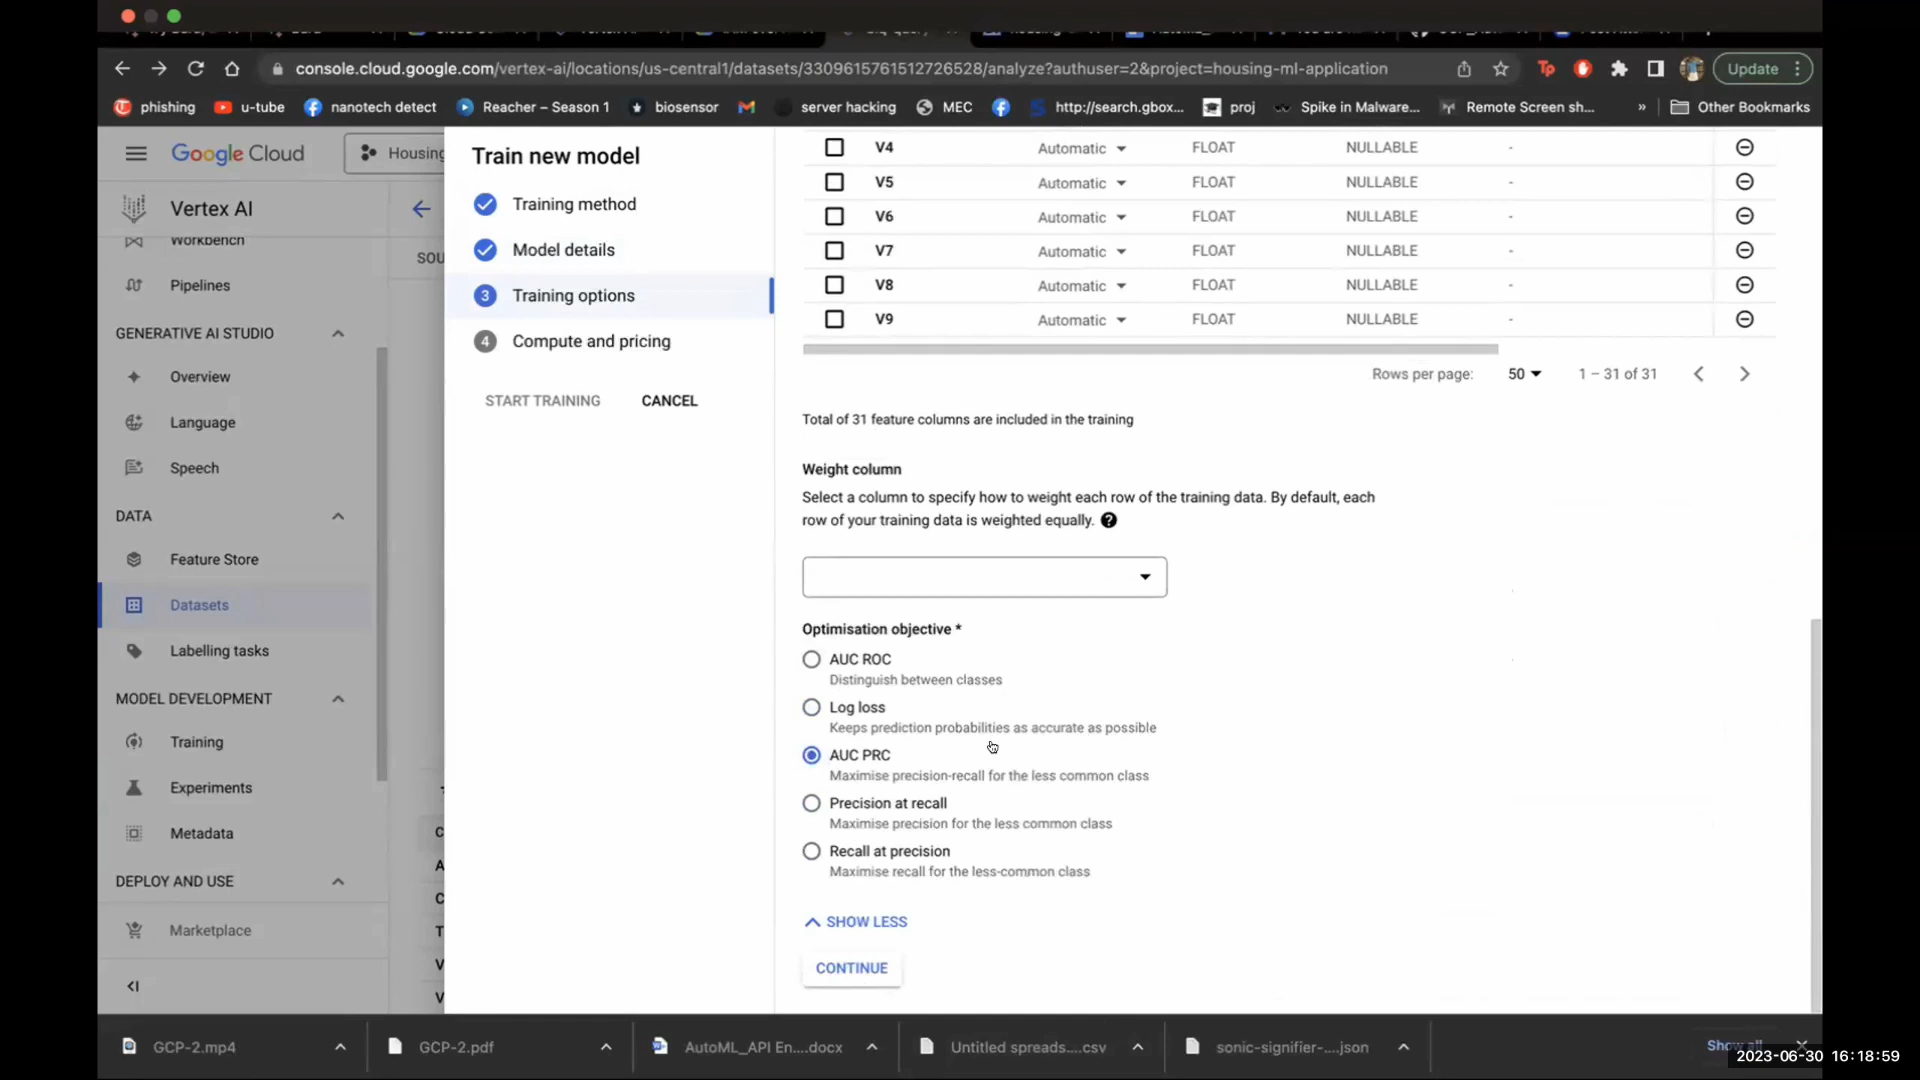 console.cloud.google.com/vertex-ai/locations/us-central1/datasets/3309615761512726528/analyze?authuser=2&project=housing-ml-application
Update
phishing
u-tube
nanotech detect
Reacher – Season 1
biosensor
server hacking
MEC
http://search.gbox...
proj
Spike in Malware...
Remote Screen sh...
»
Other Bookmarks
Google Cloud
Housing
Vertex AI
Workbench
Pipelines
GENERATIVE AI STUDIO
Overview
Language
Speech
DATA
Feature Store
Datasets
Labelling tasks
MODEL DEVELOPMENT
Training
Experiments
Metadata
DEPLOY AND USE
Marketplace
SOU
Train new model
Training method
Model details
3 Training options
4 Compute and pricing
START TRAINING CANCEL
V4 Automatic FLOAT NULLABLE -
V5 Automatic FLOAT NULLABLE -
V6 Automatic FLOAT NULLABLE -
V7 Automatic FLOAT NULLABLE -
V8 Automatic FLOAT NULLABLE -
V9 Automatic FLOAT NULLABLE -
Rows per page: 50 1 – 31 of 31
Total of 31 feature columns are included in the training
Weight column
Select a column to specify how to weight each row of the training data. By default, each
row of your training data is weighted equally.
Optimisation objective *
AUC ROC
Distinguish between classes
Log loss
Keeps prediction probabilities as accurate as possible
AUC PRC
Maximise precision-recall for the less common class
Precision at recall
Maximise precision for the less common class
Recall at precision
Maximise recall for the less-common class
SHOW LESS
CONTINUE
GCP-2.mp4
GCP-2.pdf
AutoML_API En....docx
Untitled spreads....csv
sonic-signifier-....json
Show all
2023-06-30 16:18:59